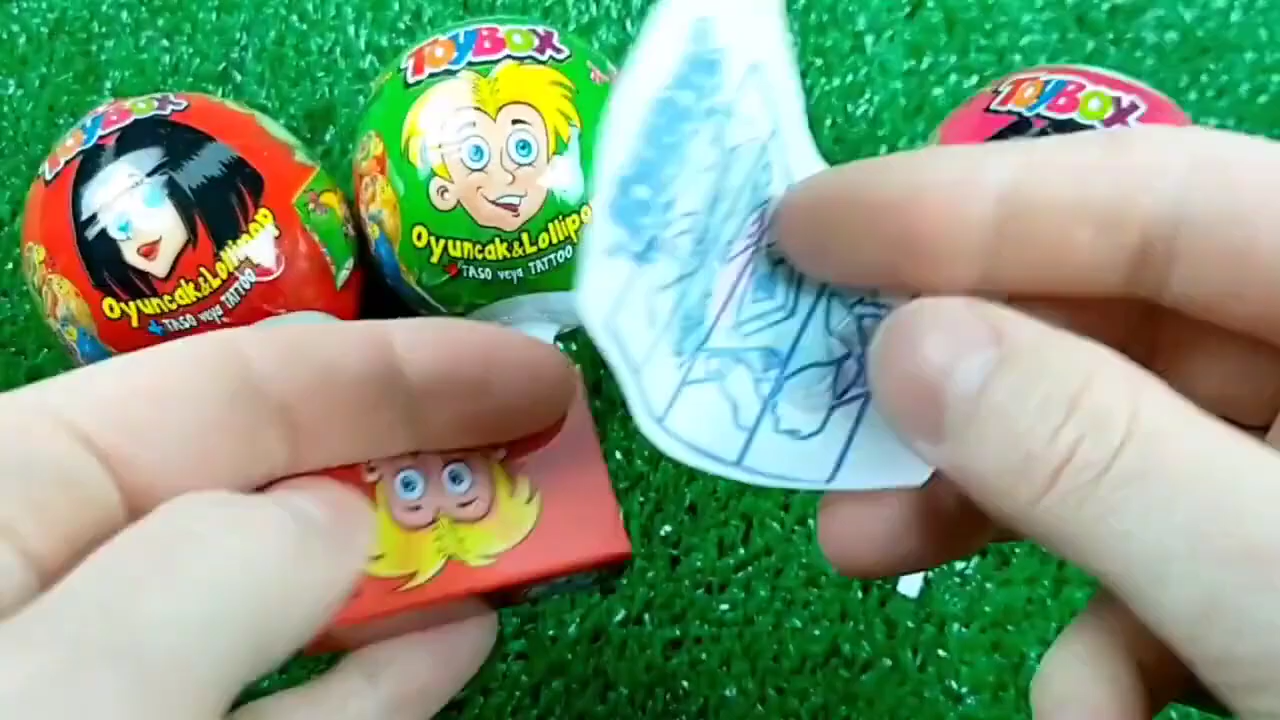 TOYBOX
Oyuncak&Lollipop
+TASO veya TATTOO
TOYBOX
Oyuncak&Lollipo
+TASO veya TATTOO
TOYBOX